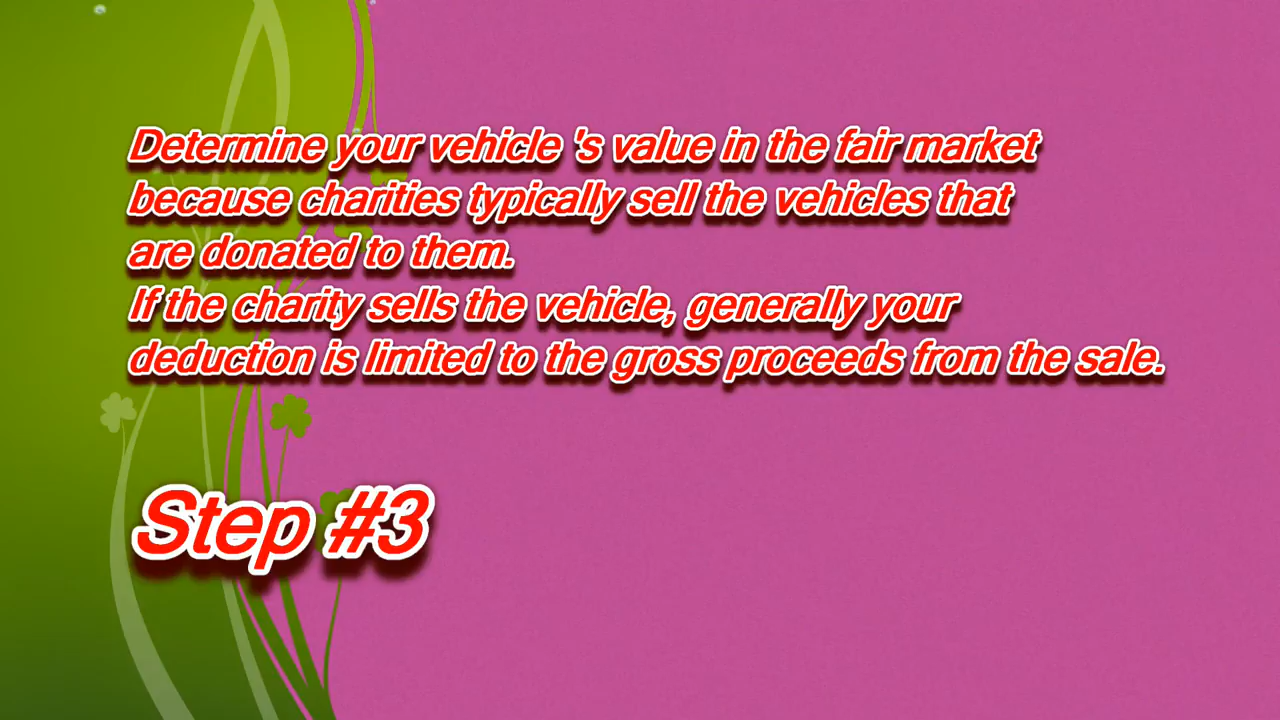 Determine your vehicle 's value in the fair market
because charities typically sell the vehicles that
are donated to them.
If the charity sells the vehicle, generally your
deduction is limited to the gross proceeds from the sale.
Step #3